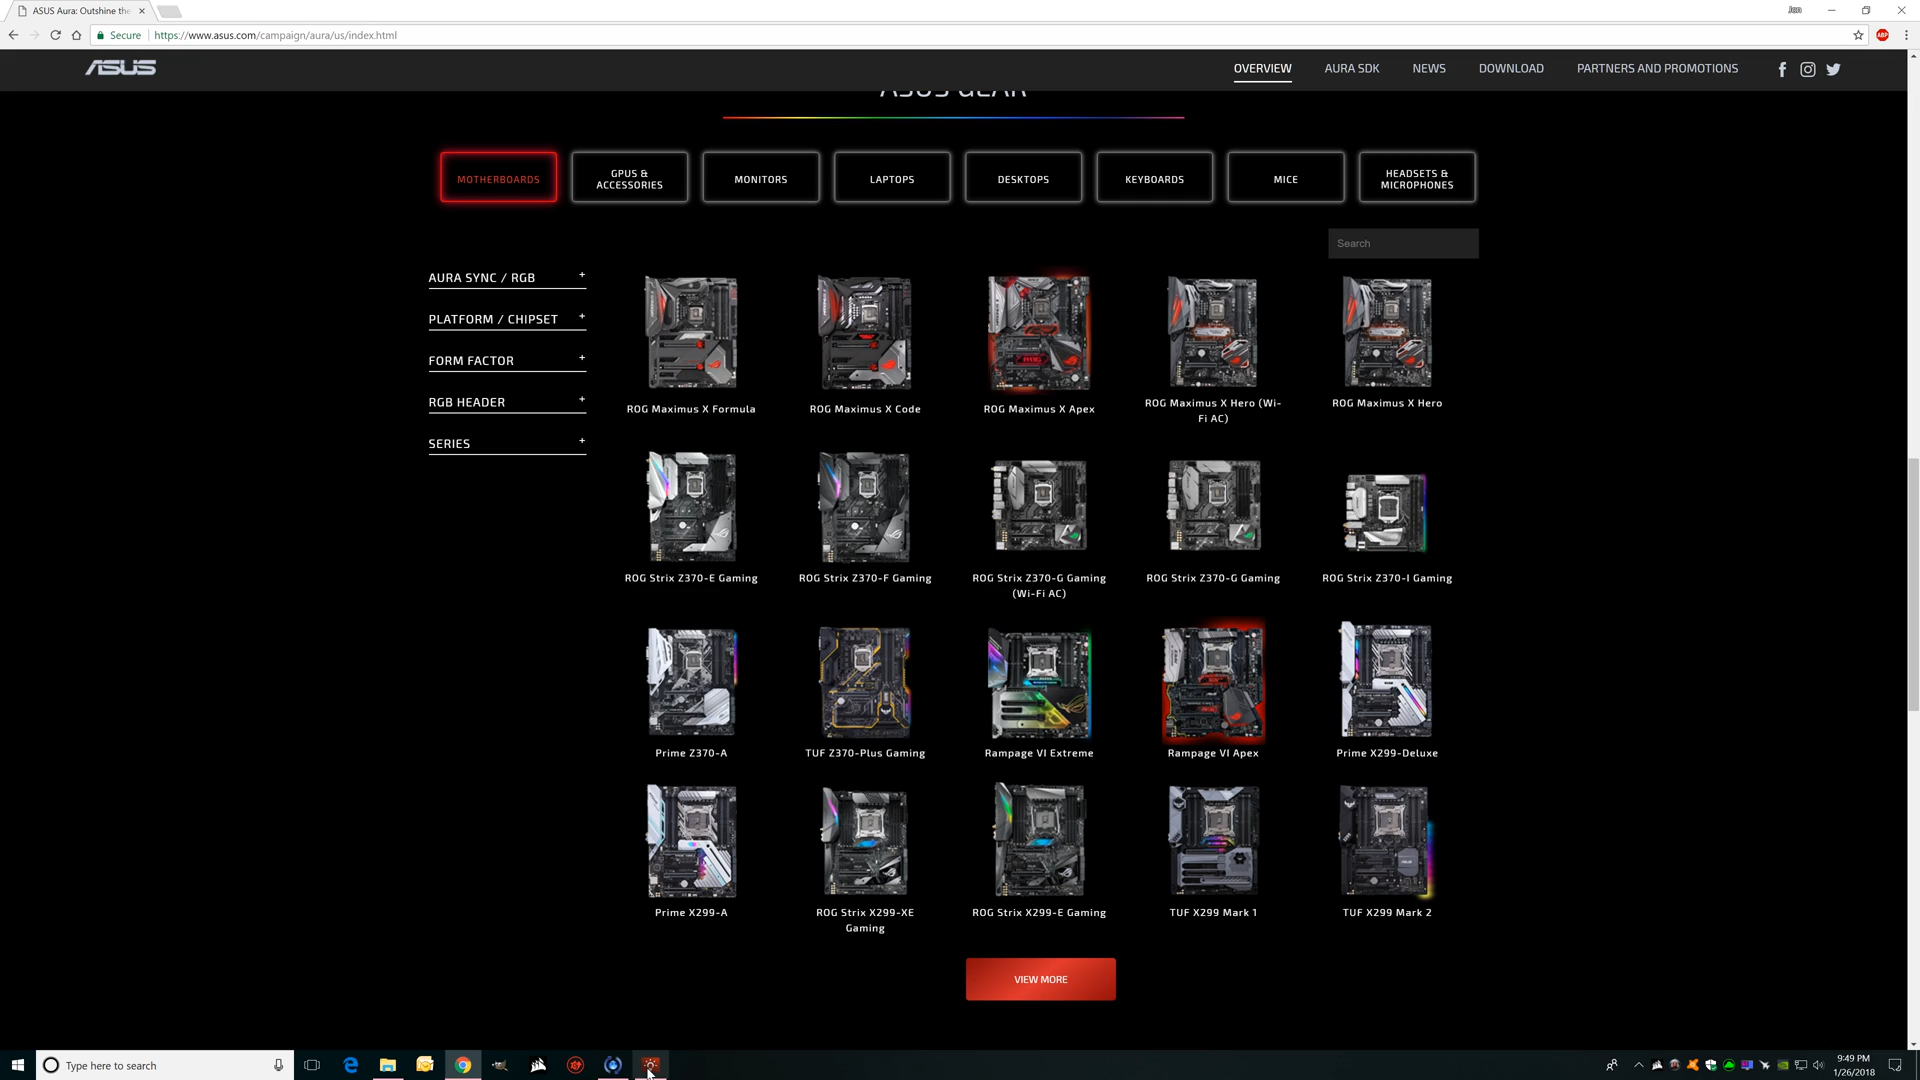 ASUS Aura: Outshine the
Jon
Secure
https://www.asus.com/campaign/aura/us/index.html
ABP
ASUS
OVERVIEW
AURA SDK
NEWS
DOWNLOAD
PARTNERS AND PROMOTIONS
ASUS GEAR
MOTHERBOARDS
GPUS &
ACCESSORIES
MONITORS
LAPTOPS
DESKTOPS
KEYBOARDS
MICE
HEADSETS &
MICROPHONES
Search
AURA SYNC / RGB +
PLATFORM / CHIPSET +
FORM FACTOR +
RGB HEADER +
SERIES +
ROG Maximus X Formula
ROG Maximus X Code
ROG Maximus X Apex
ROG Maximus X Hero (Wi-
Fi AC)
ROG Maximus X Hero
ROG Strix Z370-E Gaming
ROG Strix Z370-F Gaming
ROG Strix Z370-G Gaming
(Wi-Fi AC)
ROG Strix Z370-G Gaming
ROG Strix Z370-I Gaming
Prime Z370-A
TUF Z370-Plus Gaming
Rampage VI Extreme
Rampage VI Apex
Prime X299-Deluxe
Prime X299-A
ROG Strix X299-XE
Gaming
ROG Strix X299-E Gaming
TUF X299 Mark 1
TUF X299 Mark 2
VIEW MORE
Type here to search
9:49 PM
1/26/2018